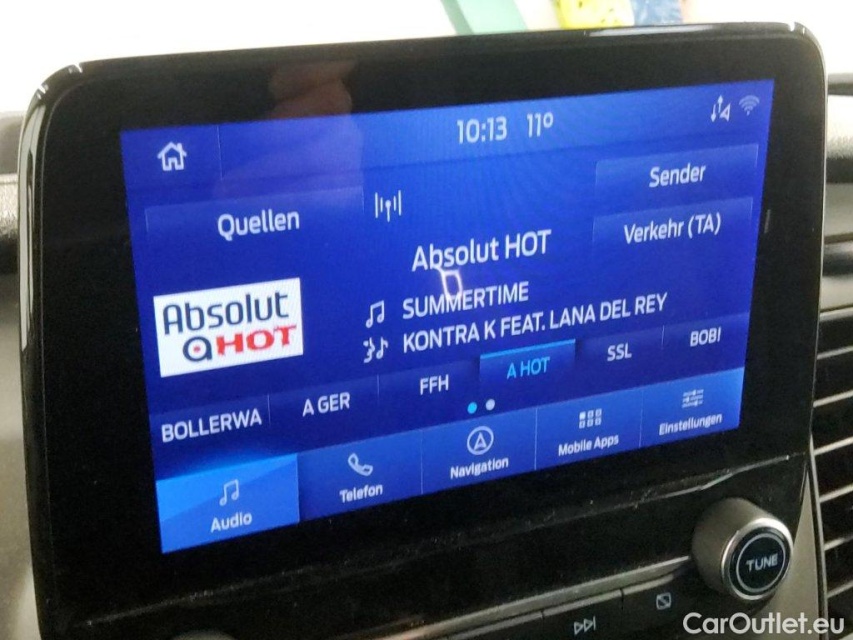 10:13 11°
Sender
Quellen
Verkehr (TA)
Absolut HOT
Absolut
HOT
SUMMERTIME
KONTRA K FEAT. LANA DEL REY
BOLLERWA
A GER
FFH
A HOT
SSL
BOBI
Audio
Telefon
Navigation
Mobile Apps
Einstellungen
TUNE
CarOutlet.eu